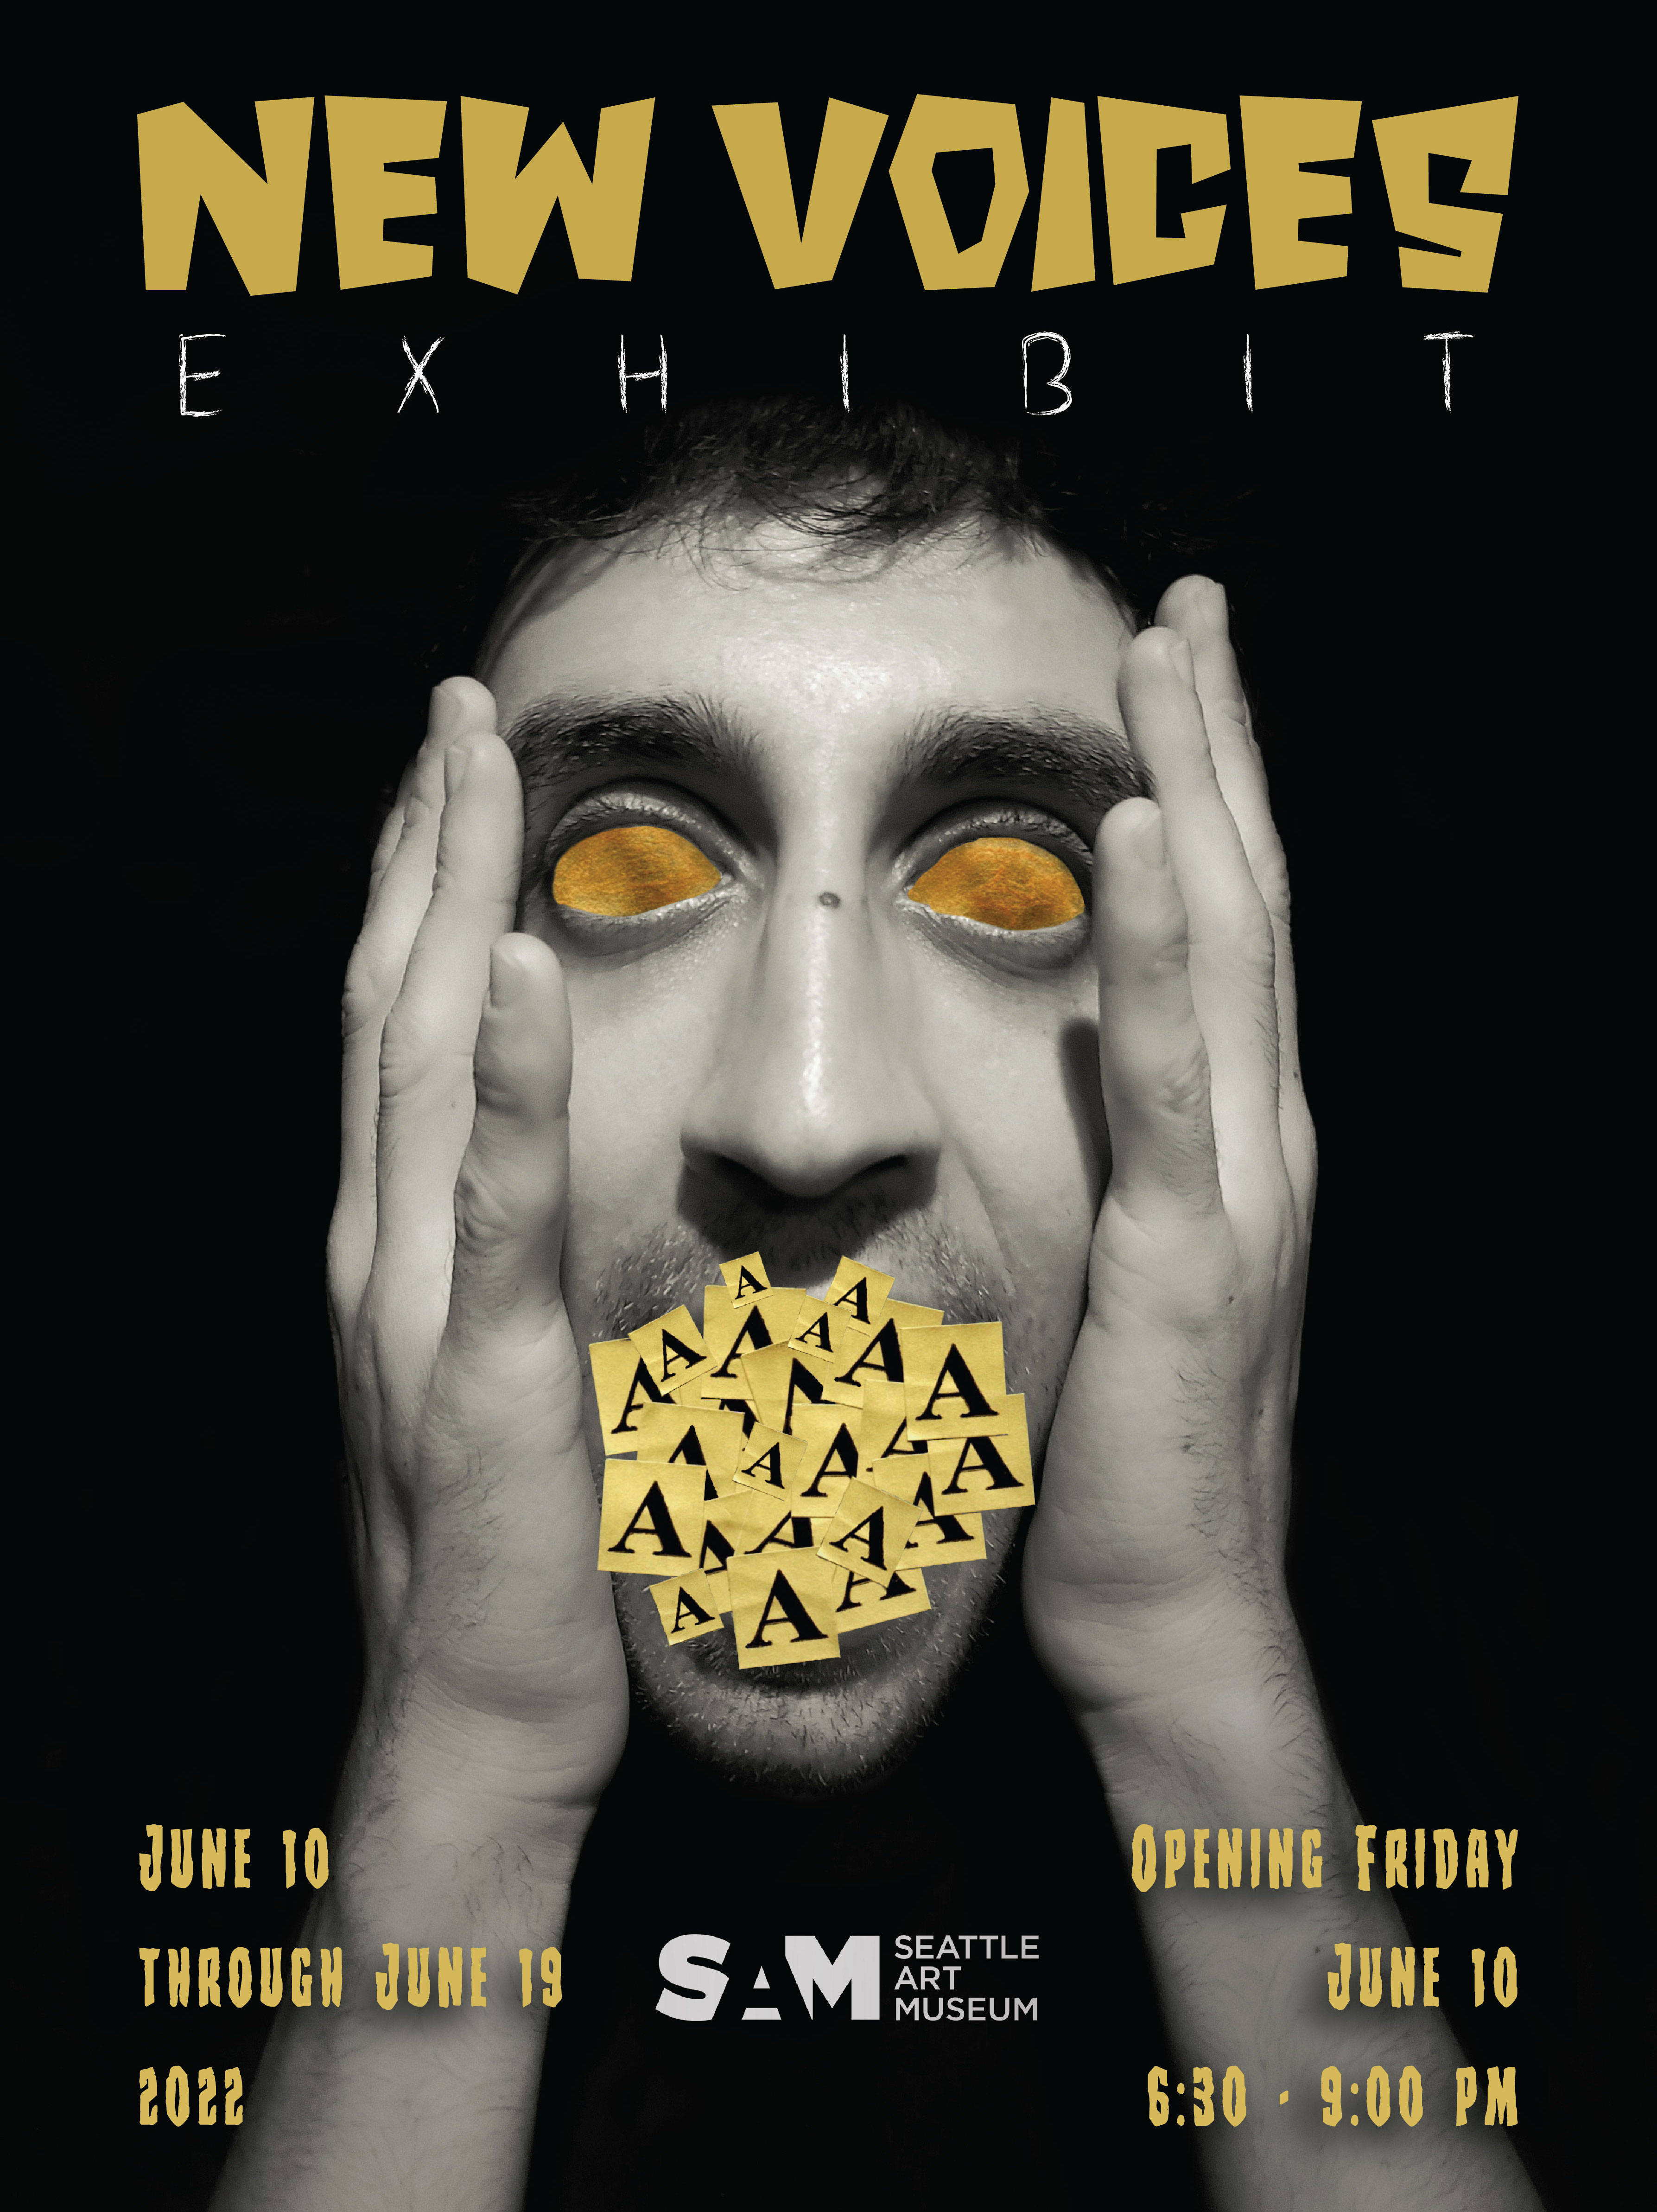 NEW VOICES
EXHIBIT
A A
A A A A A
A A A
A A A A
A A A A
A A A
JUNE 10
THROUGH JUNE 19
2022
SAM SEATTLE
ART
MUSEUM
OPENING FRIDAY
JUNE 10
6:30 - 9:00 PM